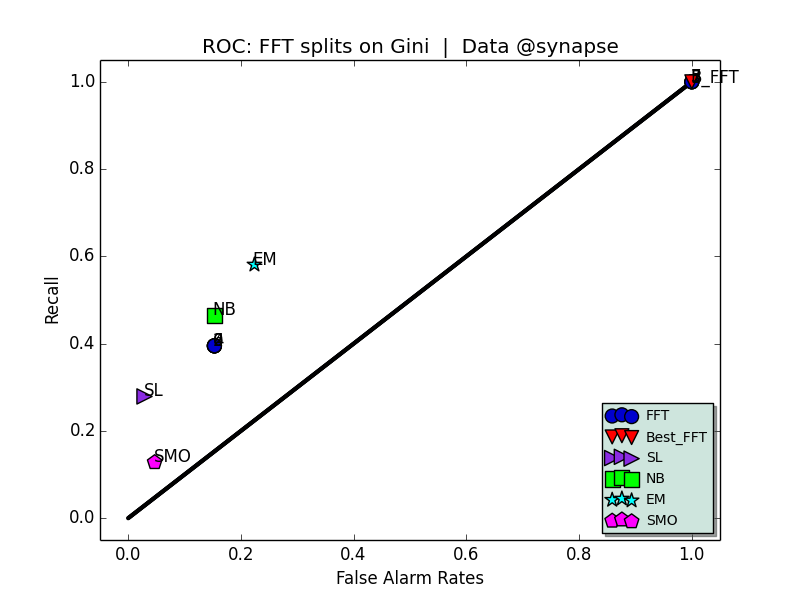 ROC: FFT splits on Gini | Data @synapse
1.0
0.8
0.6
0.4
0.2
0.0
Recall
_FFT
EM
NB
SL
SMO
FFT
Best_FFT
SL
NB
EM
SMO
0.0
0.2
0.4
0.6
0.8
1.0
False Alarm Rates